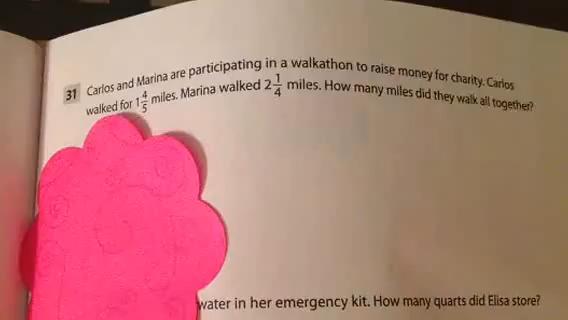 31 Carlos and Marina are participating in a walkathon to raise money for charity. Carlos
walked for 1 4/5 miles. Marina walked 2 1/4 miles. How many miles did they walk all together?
water in her emergency kit. How many quarts did Elisa store?